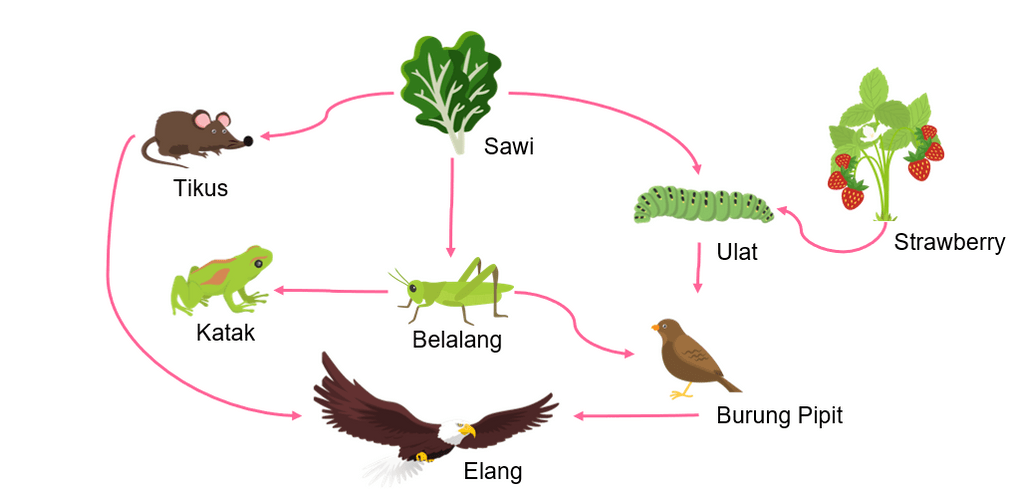 Sawi
Tikus
Strawberry
Ulat
Katak
Belalang
Burung Pipit
Elang